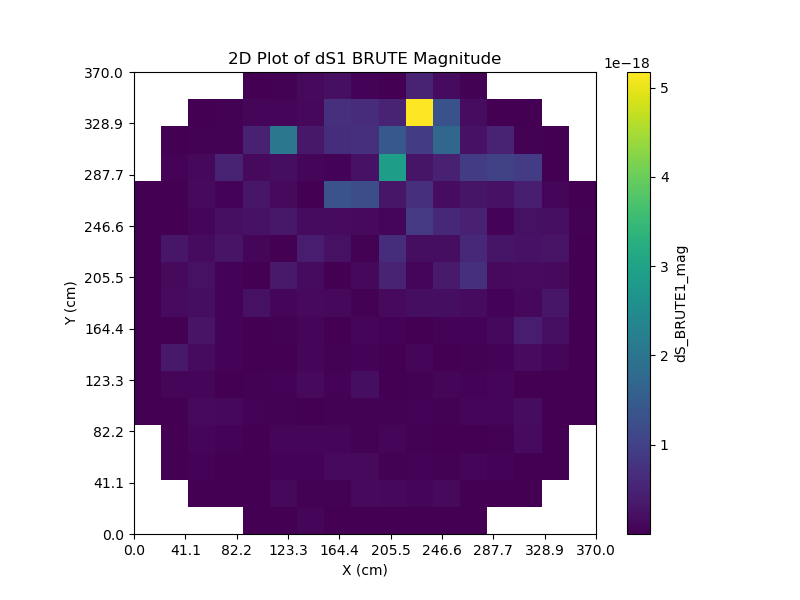 2D Plot of dS1 BRUTE Magnitude
1e−18
370.0
328.9
287.7
246.6
205.5
164.4
123.3
82.2
41.1
0.0
Y (cm)
0.0 41.1 82.2 123.3 164.4 205.5 246.6 287.7 328.9 370.0
X (cm)
5
4
3
2
1
dS_BRUTE1_mag